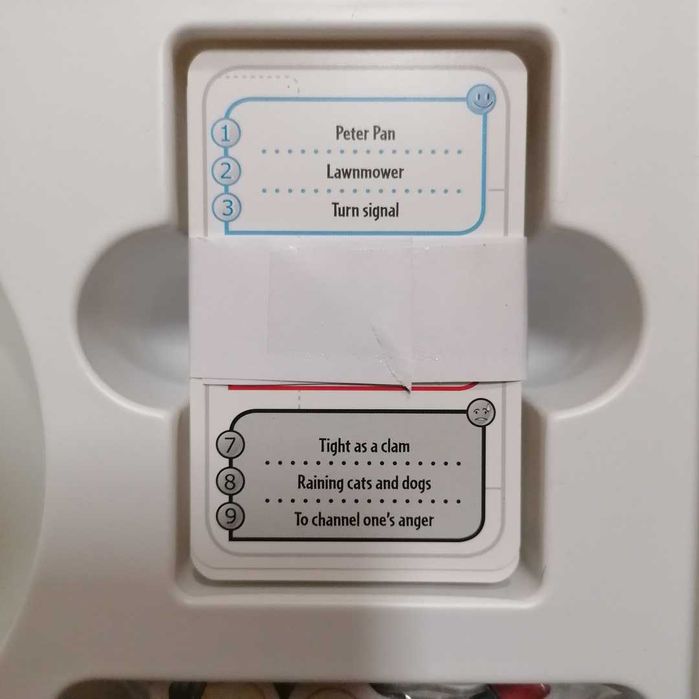 1 Peter Pan
2 Lawnmower
3 Turn signal
7 Tight as a clam
8 Raining cats and dogs
9 To channel one's anger